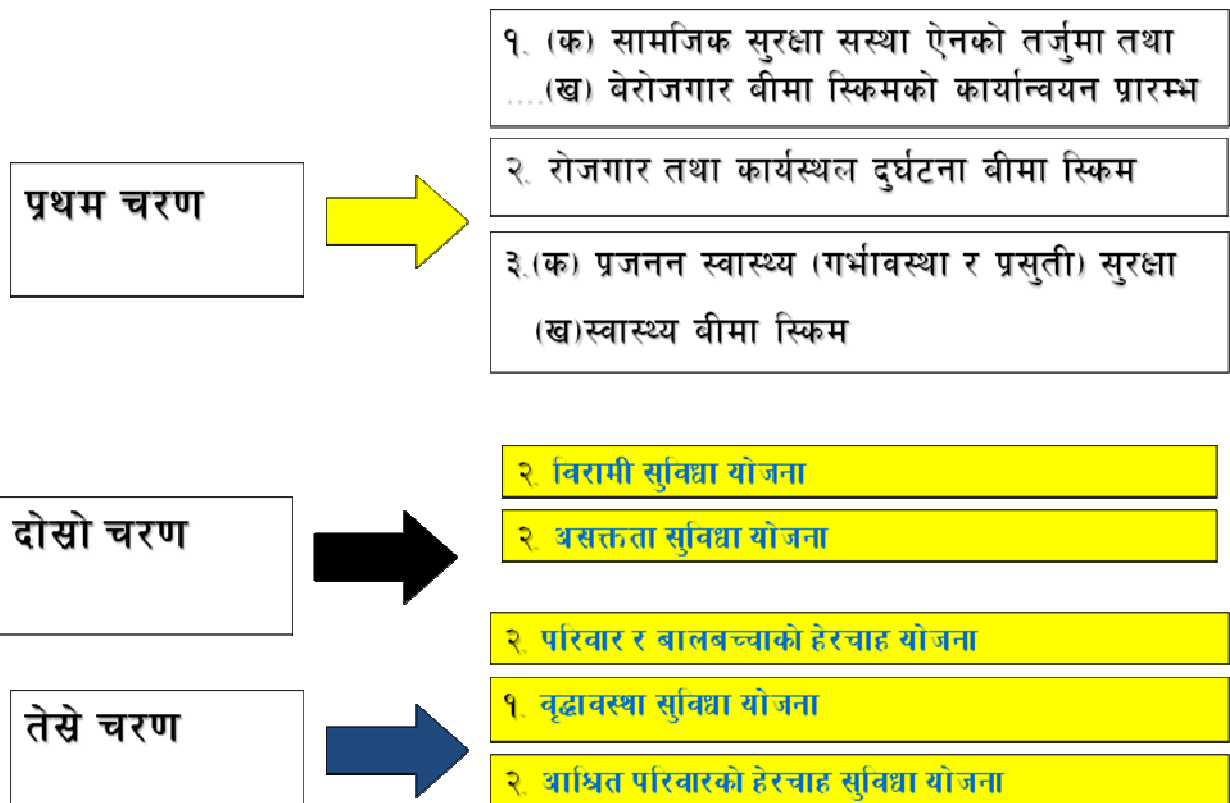 प्रथम चरण
१. (क) सामजिक सुरक्षा सस्था ऐनको तर्जुमा तथा
....(ख) बेरोजगार बीमा स्किमको कार्यान्वयन प्रारम्भ
२. रोजगार तथा कार्यस्थल दुर्घटना बीमा स्किम
३.(क) प्रजनन स्वास्थ्य (गर्भावस्था र प्रसुती) सुरक्षा
(ख)स्वास्थ्य बीमा स्किम
दोस्रो चरण
२. विरामी सुविधा योजना
२. असक्तता सुविधा योजना
तेस्रे चरण
२. परिवार र बालबच्चाको हेरचाह योजना
१. वृद्धावस्था सुविधा योजना
२. आश्रित परिवारको हेरचाह सुविधा योजना